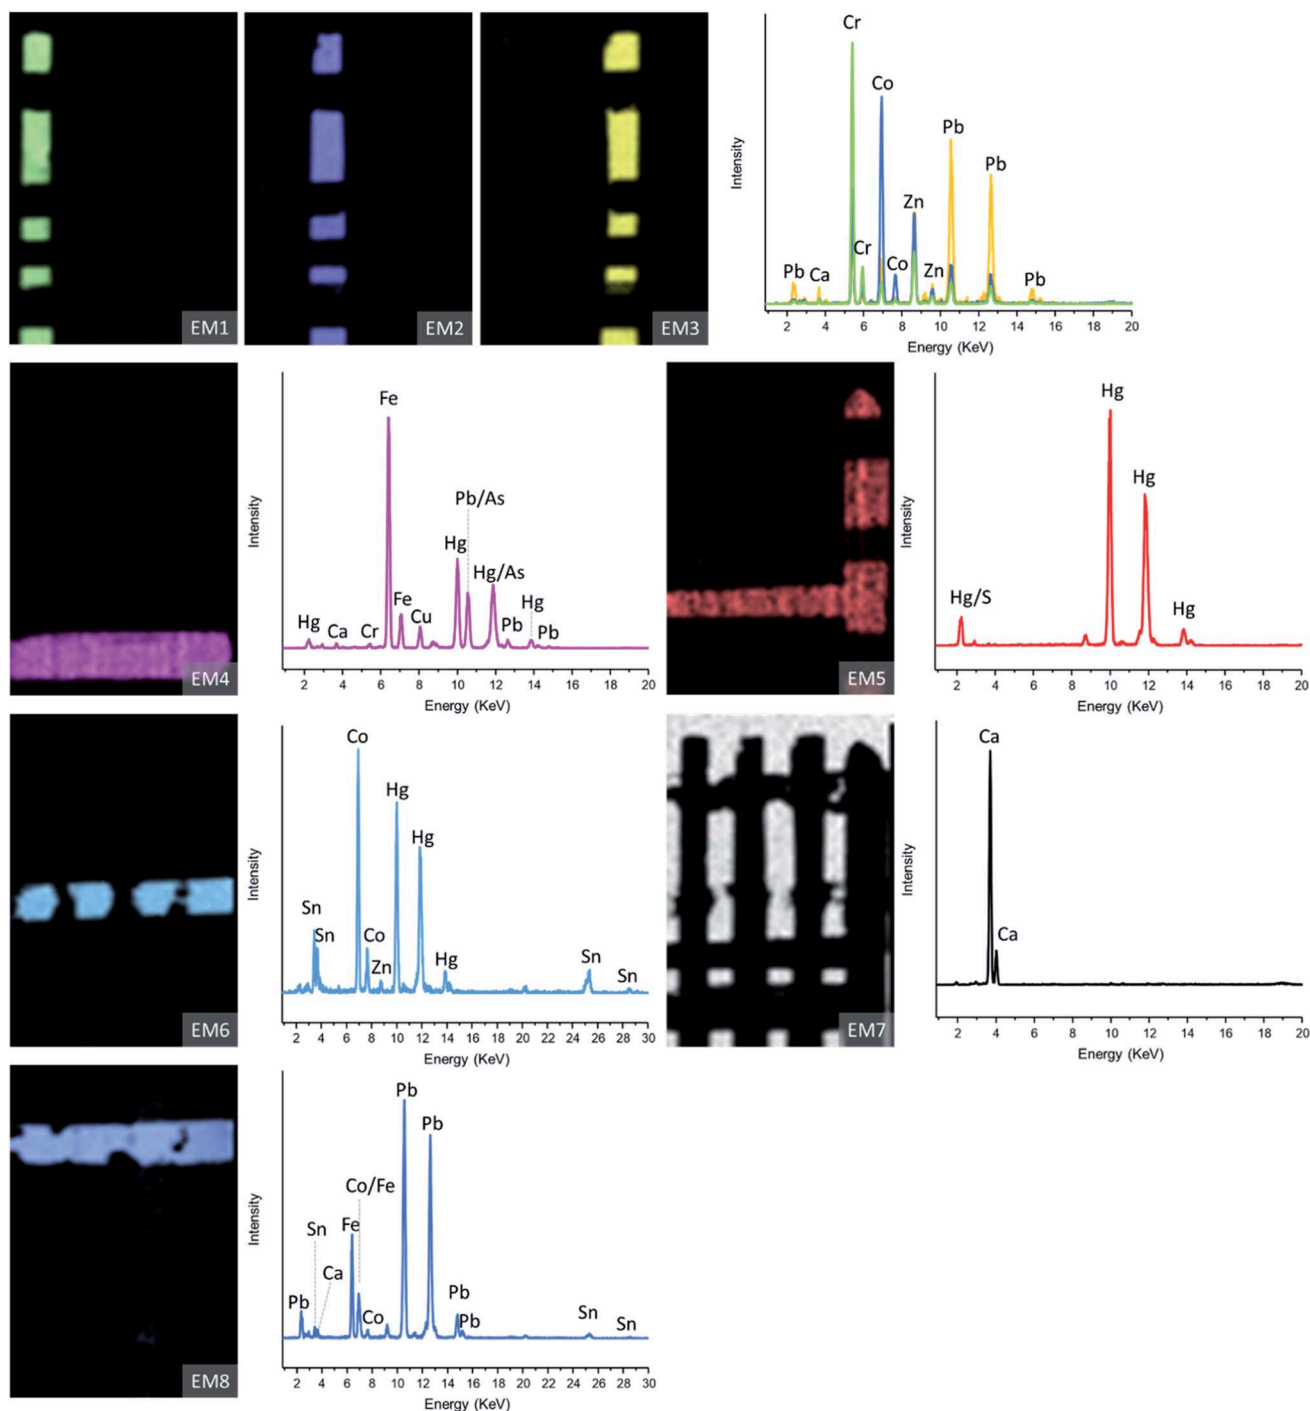 EM1
EM2
EM3
Cr
Co
Pb
Pb
Zn
Cr
Co
Zn
Pb
Ca
Pb
Intensity
2 4 6 8 10 12 14 16 18 20
Energy (KeV)
EM4
Fe
Pb/As
Hg
Hg/As
Fe
Cu
Hg
Hg
Ca
Cr
Pb
Pb
Intensity
2 4 6 8 10 12 14 16 18 20
Energy (KeV)
EM5
Hg
Hg
Hg/S
Hg
Intensity
2 4 6 8 10 12 14 16 18 20
Energy (KeV)
EM6
Co
Hg
Hg
Sn
Sn
Co
Zn
Hg
Sn
Sn
Intensity
2 4 6 8 10 12 14 16 18 20 22 24 26 28 30
Energy (KeV)
EM7
Ca
Ca
Intensity
2 4 6 8 10 12 14 16 18 20
Energy (KeV)
EM8
Pb
Pb
Co/Fe
Sn
Fe
Ca
Pb
Co
Pb
Pb
Sn
Sn
Intensity
2 4 6 8 10 12 14 16 18 20 22 24 26 28 30
Energy (KeV)